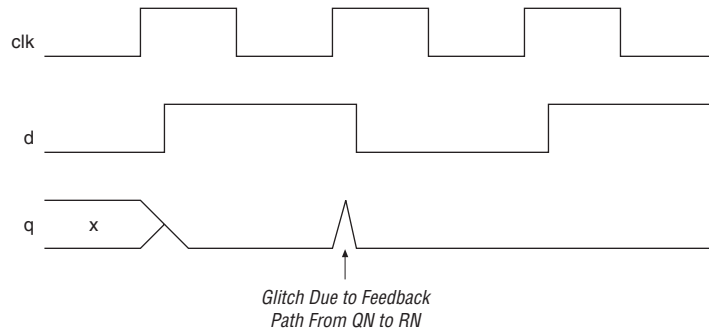 clk
d
q
x
Glitch Due to Feedback
Path From QN to RN